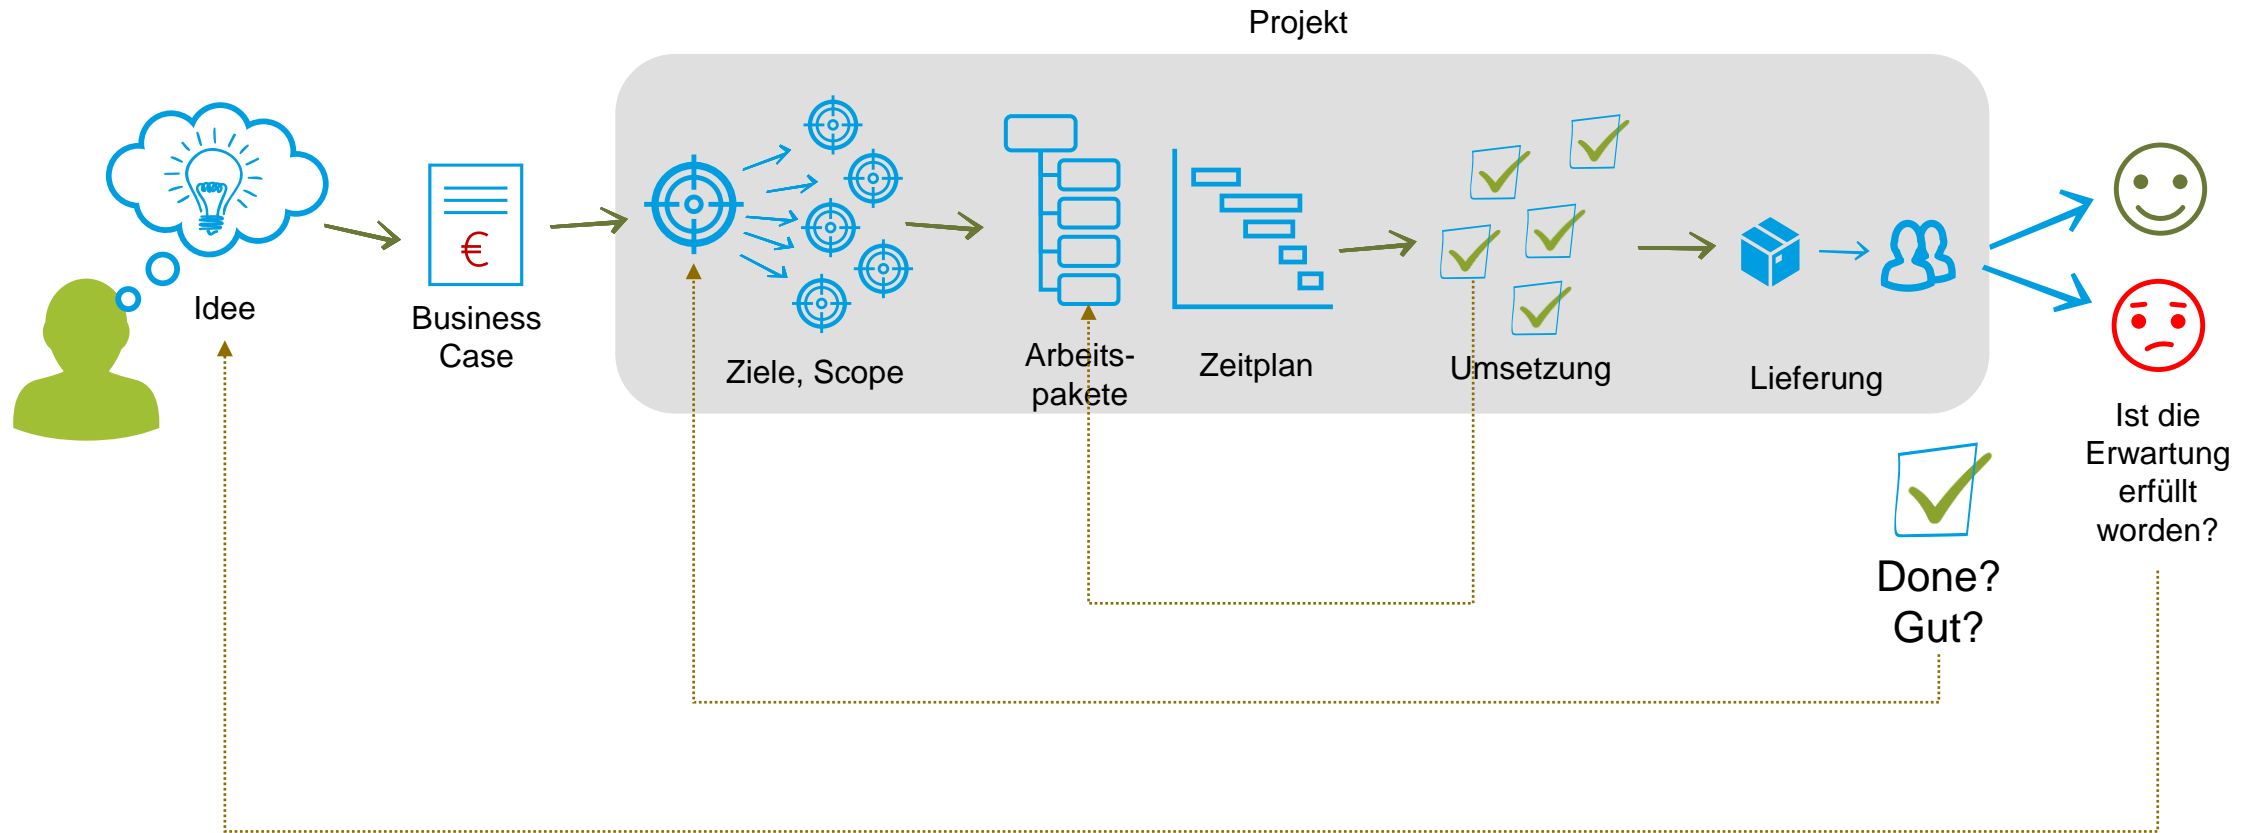 Projekt
Idee
Business
Case
€
Ziele, Scope
Arbeits-
pakete
Zeitplan
Umsetzung
Lieferung
Ist die
Erwartung
erfüllt
worden?
Done?
Gut?